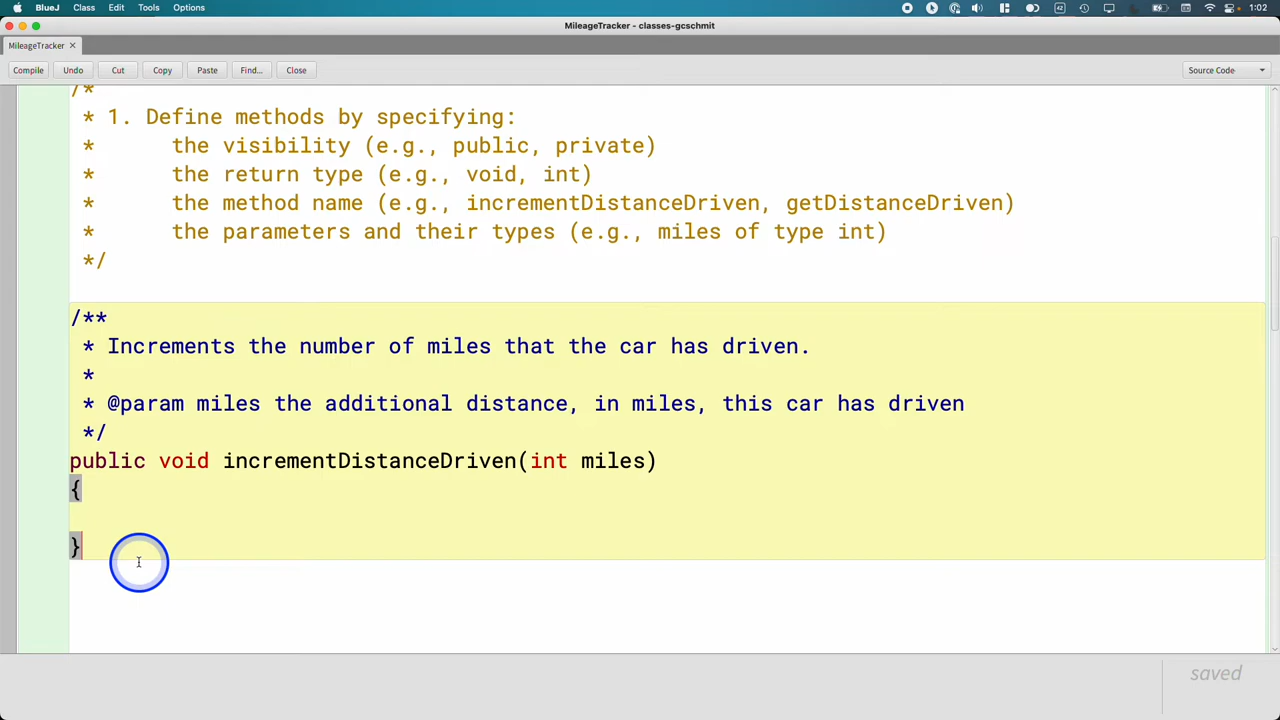 BlueJ Class Edit Tools Options 1:02
MileageTracker - classes-gcschmit
MileageTracker ×
Compile Undo Cut Copy Paste Find... Close Source Code
/*
* 1. Define methods by specifying:
* the visibility (e.g., public, private)
* the return type (e.g., void, int)
* the method name (e.g., incrementDistanceDriven, getDistanceDriven)
* the parameters and their types (e.g., miles of type int)
*/
/**
* Increments the number of miles that the car has driven.
*
* @param miles the additional distance, in miles, this car has driven
*/
public void incrementDistanceDriven(int miles)
{
}
saved